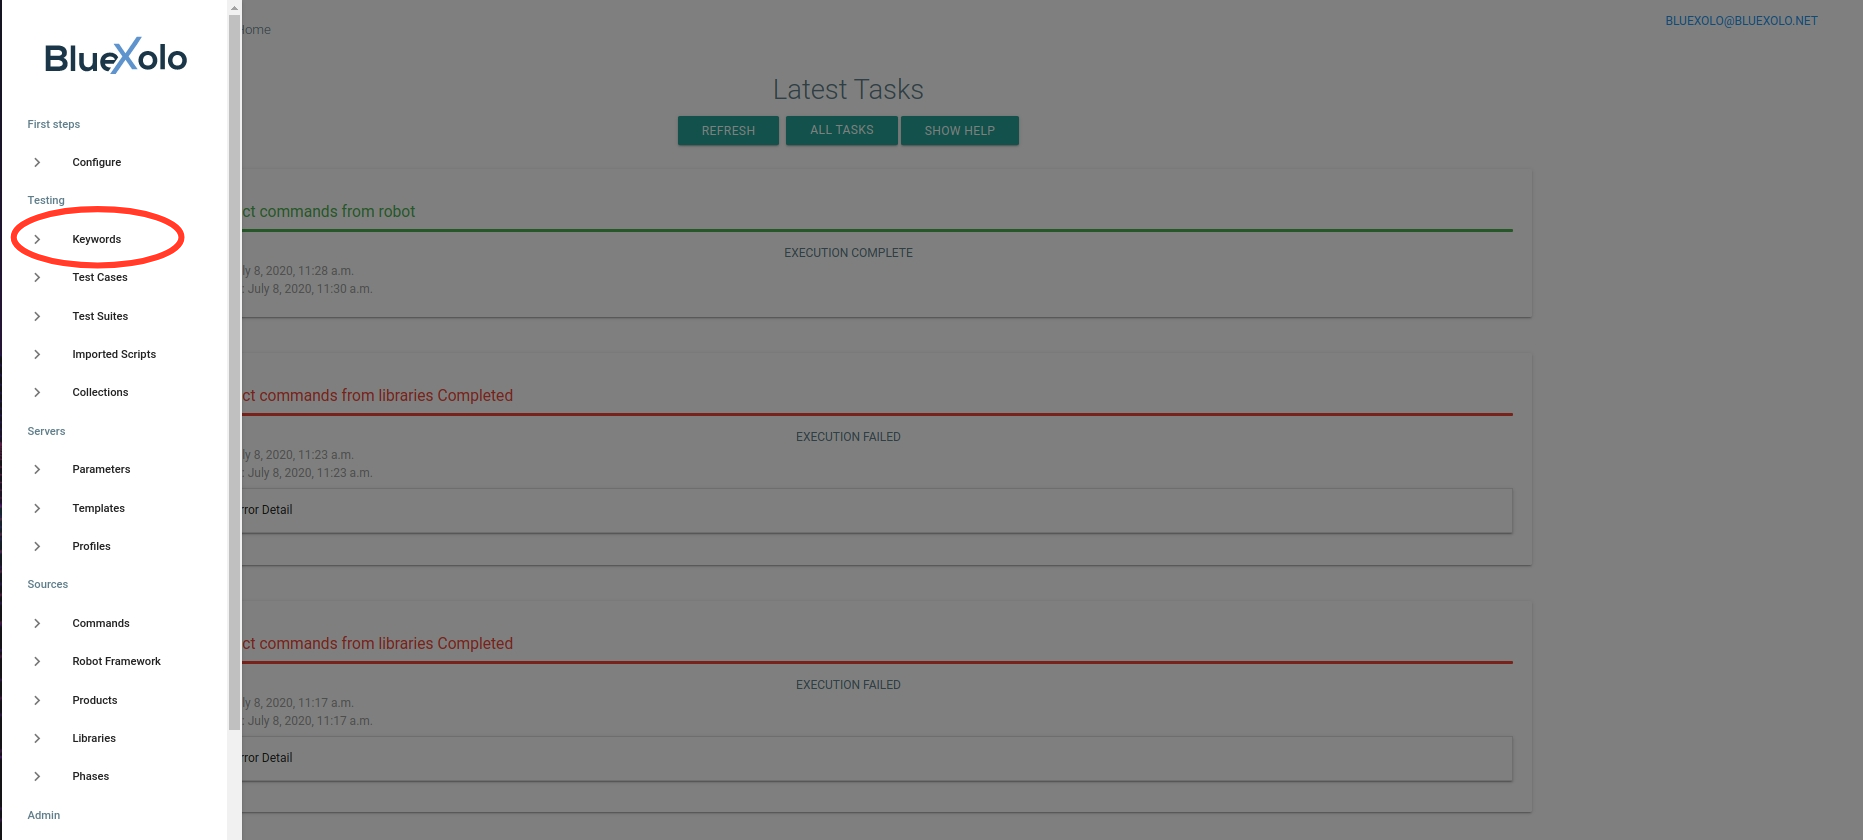 BlueXolo
First steps
Configure
Testing
Keywords
Test Cases
Test Suites
Imported Scripts
Collections
Servers
Parameters
Templates
Profiles
Sources
Commands
Robot Framework
Products
Libraries
Phases
Admin
Home
BLUEXOLO@BLUEXOLO.NET
Latest Tasks
REFRESH
ALL TASKS
SHOW HELP
ct commands from robot
EXECUTION COMPLETE
ly 8, 2020, 11:28 a.m.
: July 8, 2020, 11:30 a.m.
ct commands from libraries Completed
EXECUTION FAILED
ly 8, 2020, 11:23 a.m.
: July 8, 2020, 11:23 a.m.
rror Detail
ct commands from libraries Completed
EXECUTION FAILED
ly 8, 2020, 11:17 a.m.
: July 8, 2020, 11:17 a.m.
rror Detail